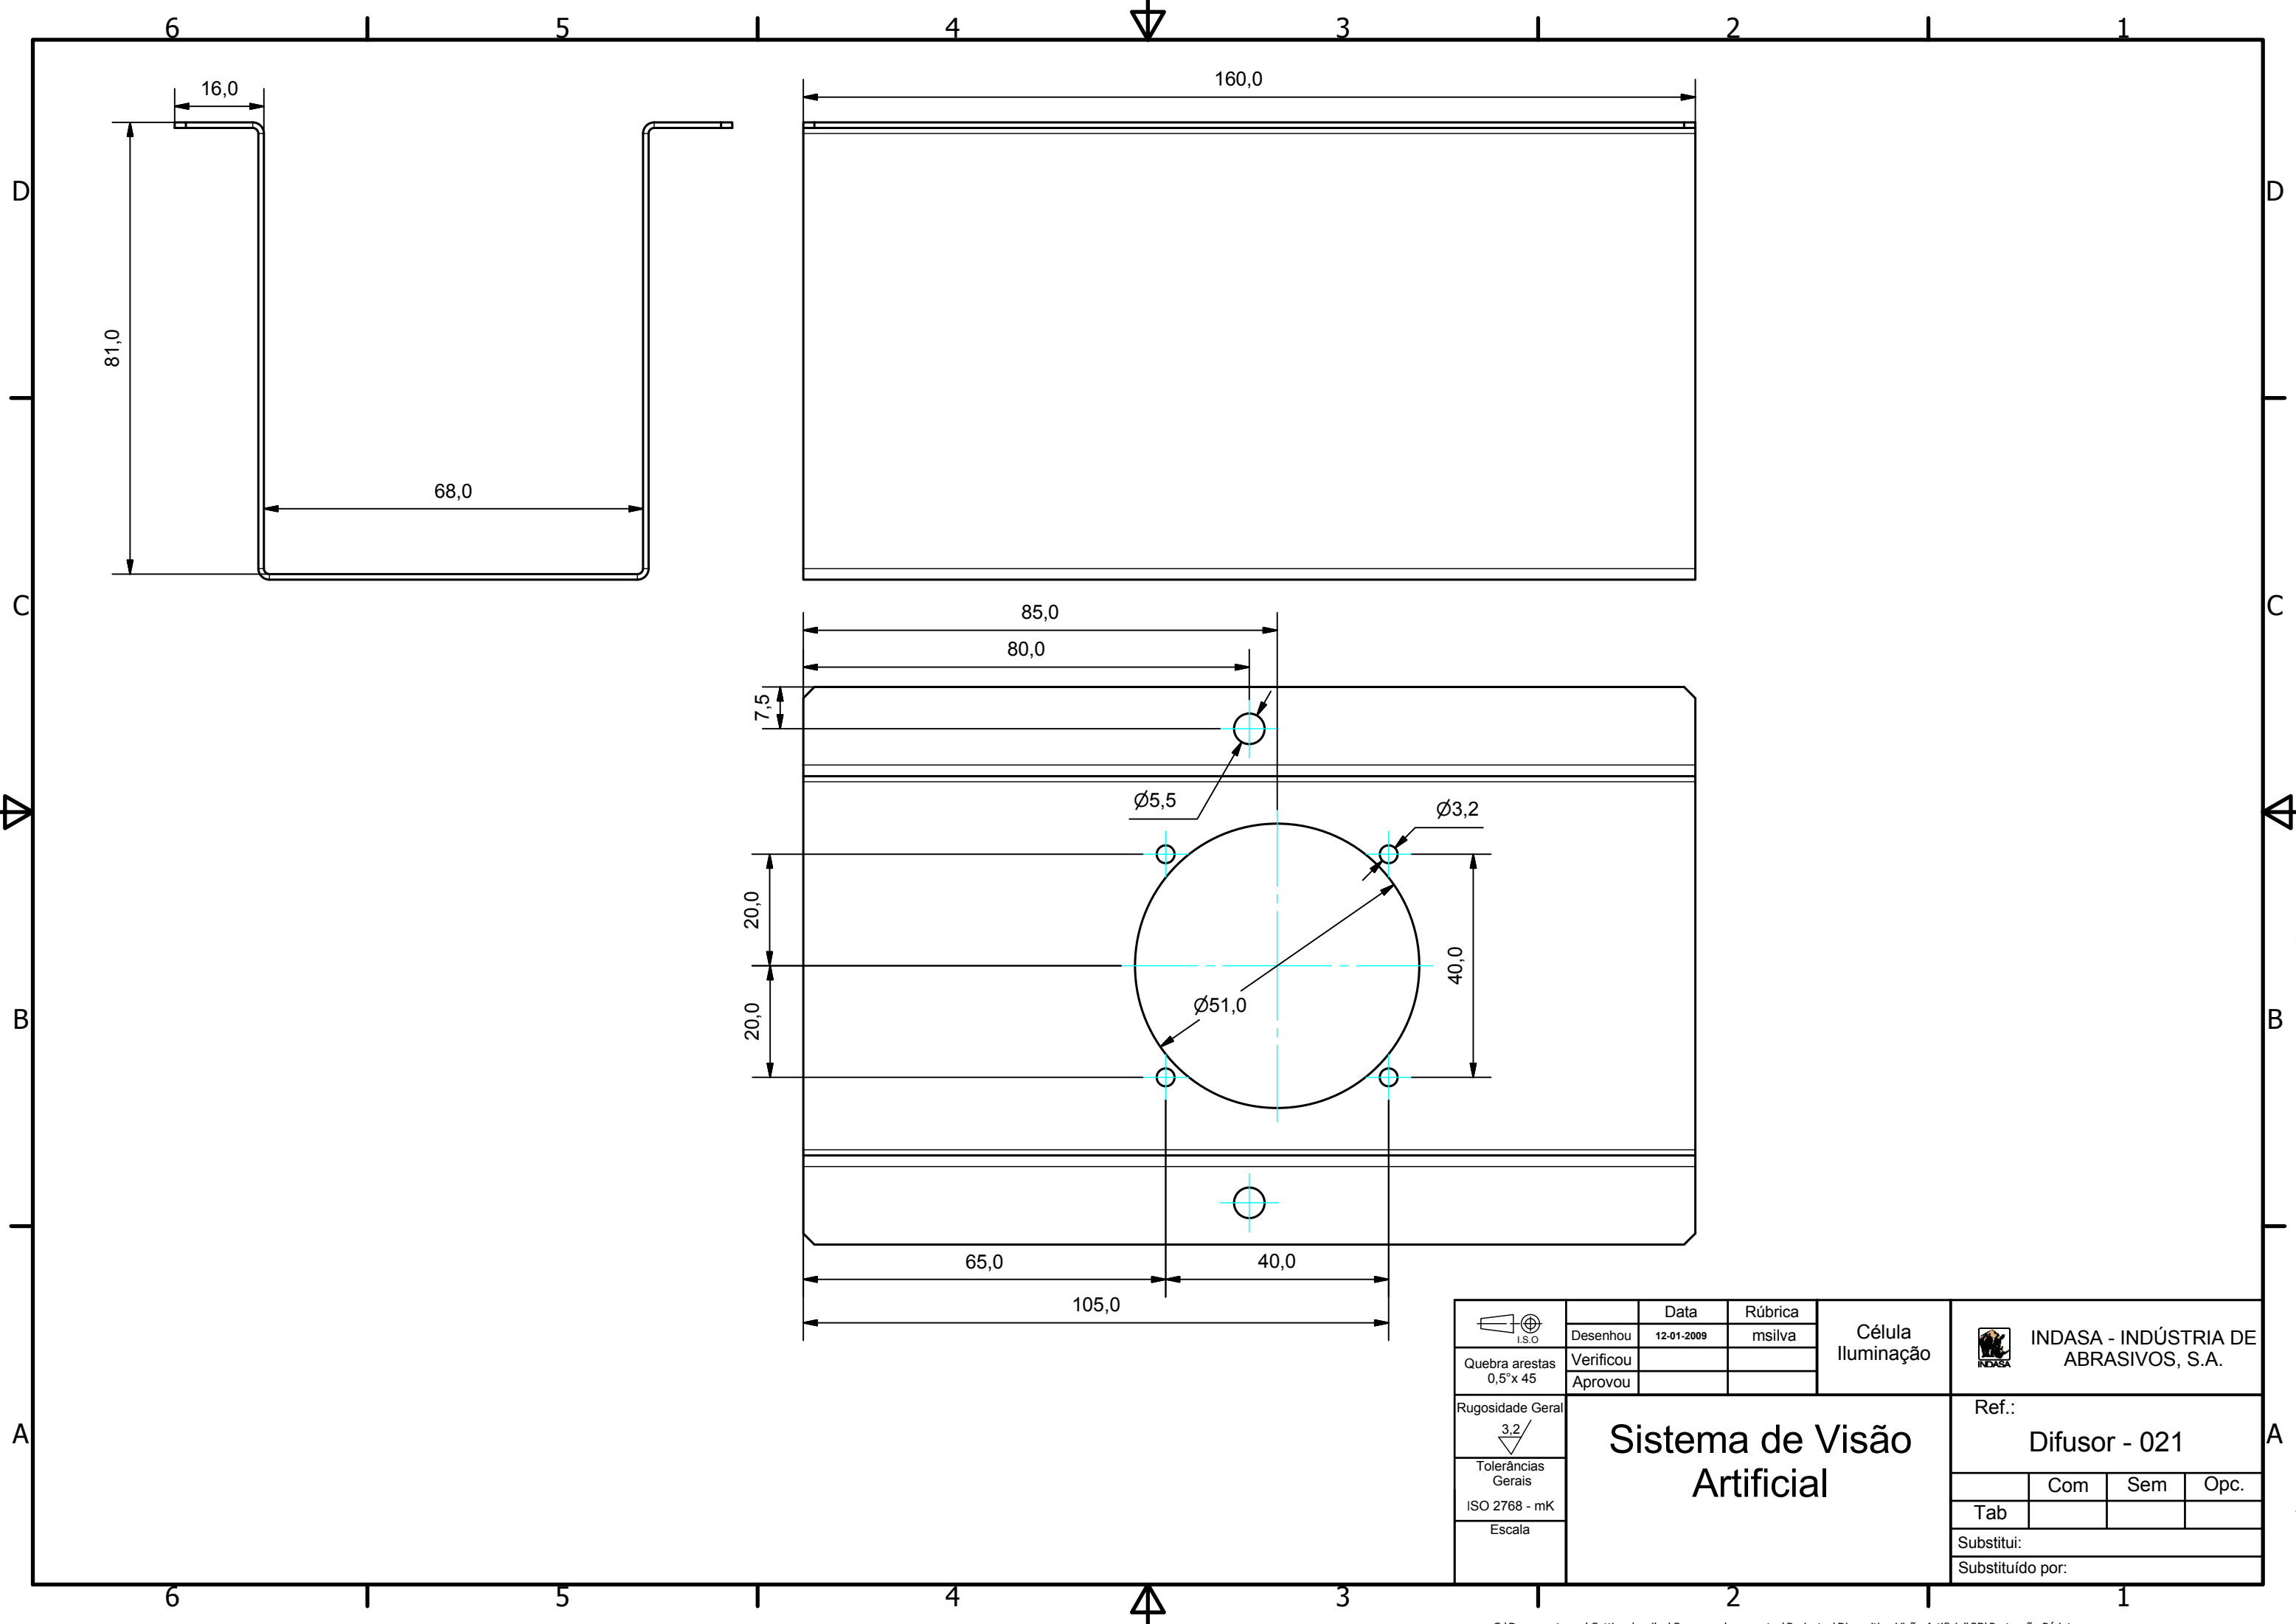 6 5 4 3 2 1
16,0
160,0
D D
81,0
68,0
C C
85,0
80,0
7,5
Ø5,5
Ø3,2
20,0
40,0
Ø51,0
20,0
B B
65,0
40,0
105,0
I.S.O
Data Rúbrica
Desenhou 12-01-2009 msilva
Verificou
Aprovou
Célula
Iluminação
INDASA
INDASA - INDÚSTRIA DE
ABRASIVOS, S.A.
Quebra arestas
0,5°x 45
Rugosidade Geral
3,2
Tolerâncias
Gerais
ISO 2768 - mK
Escala
Sistema de Visão
Artificial
Ref.:
Difusor - 021
Com Sem Opc.
Tab
Substitui:
Substituído por:
A A
6 5 4 3 2 1